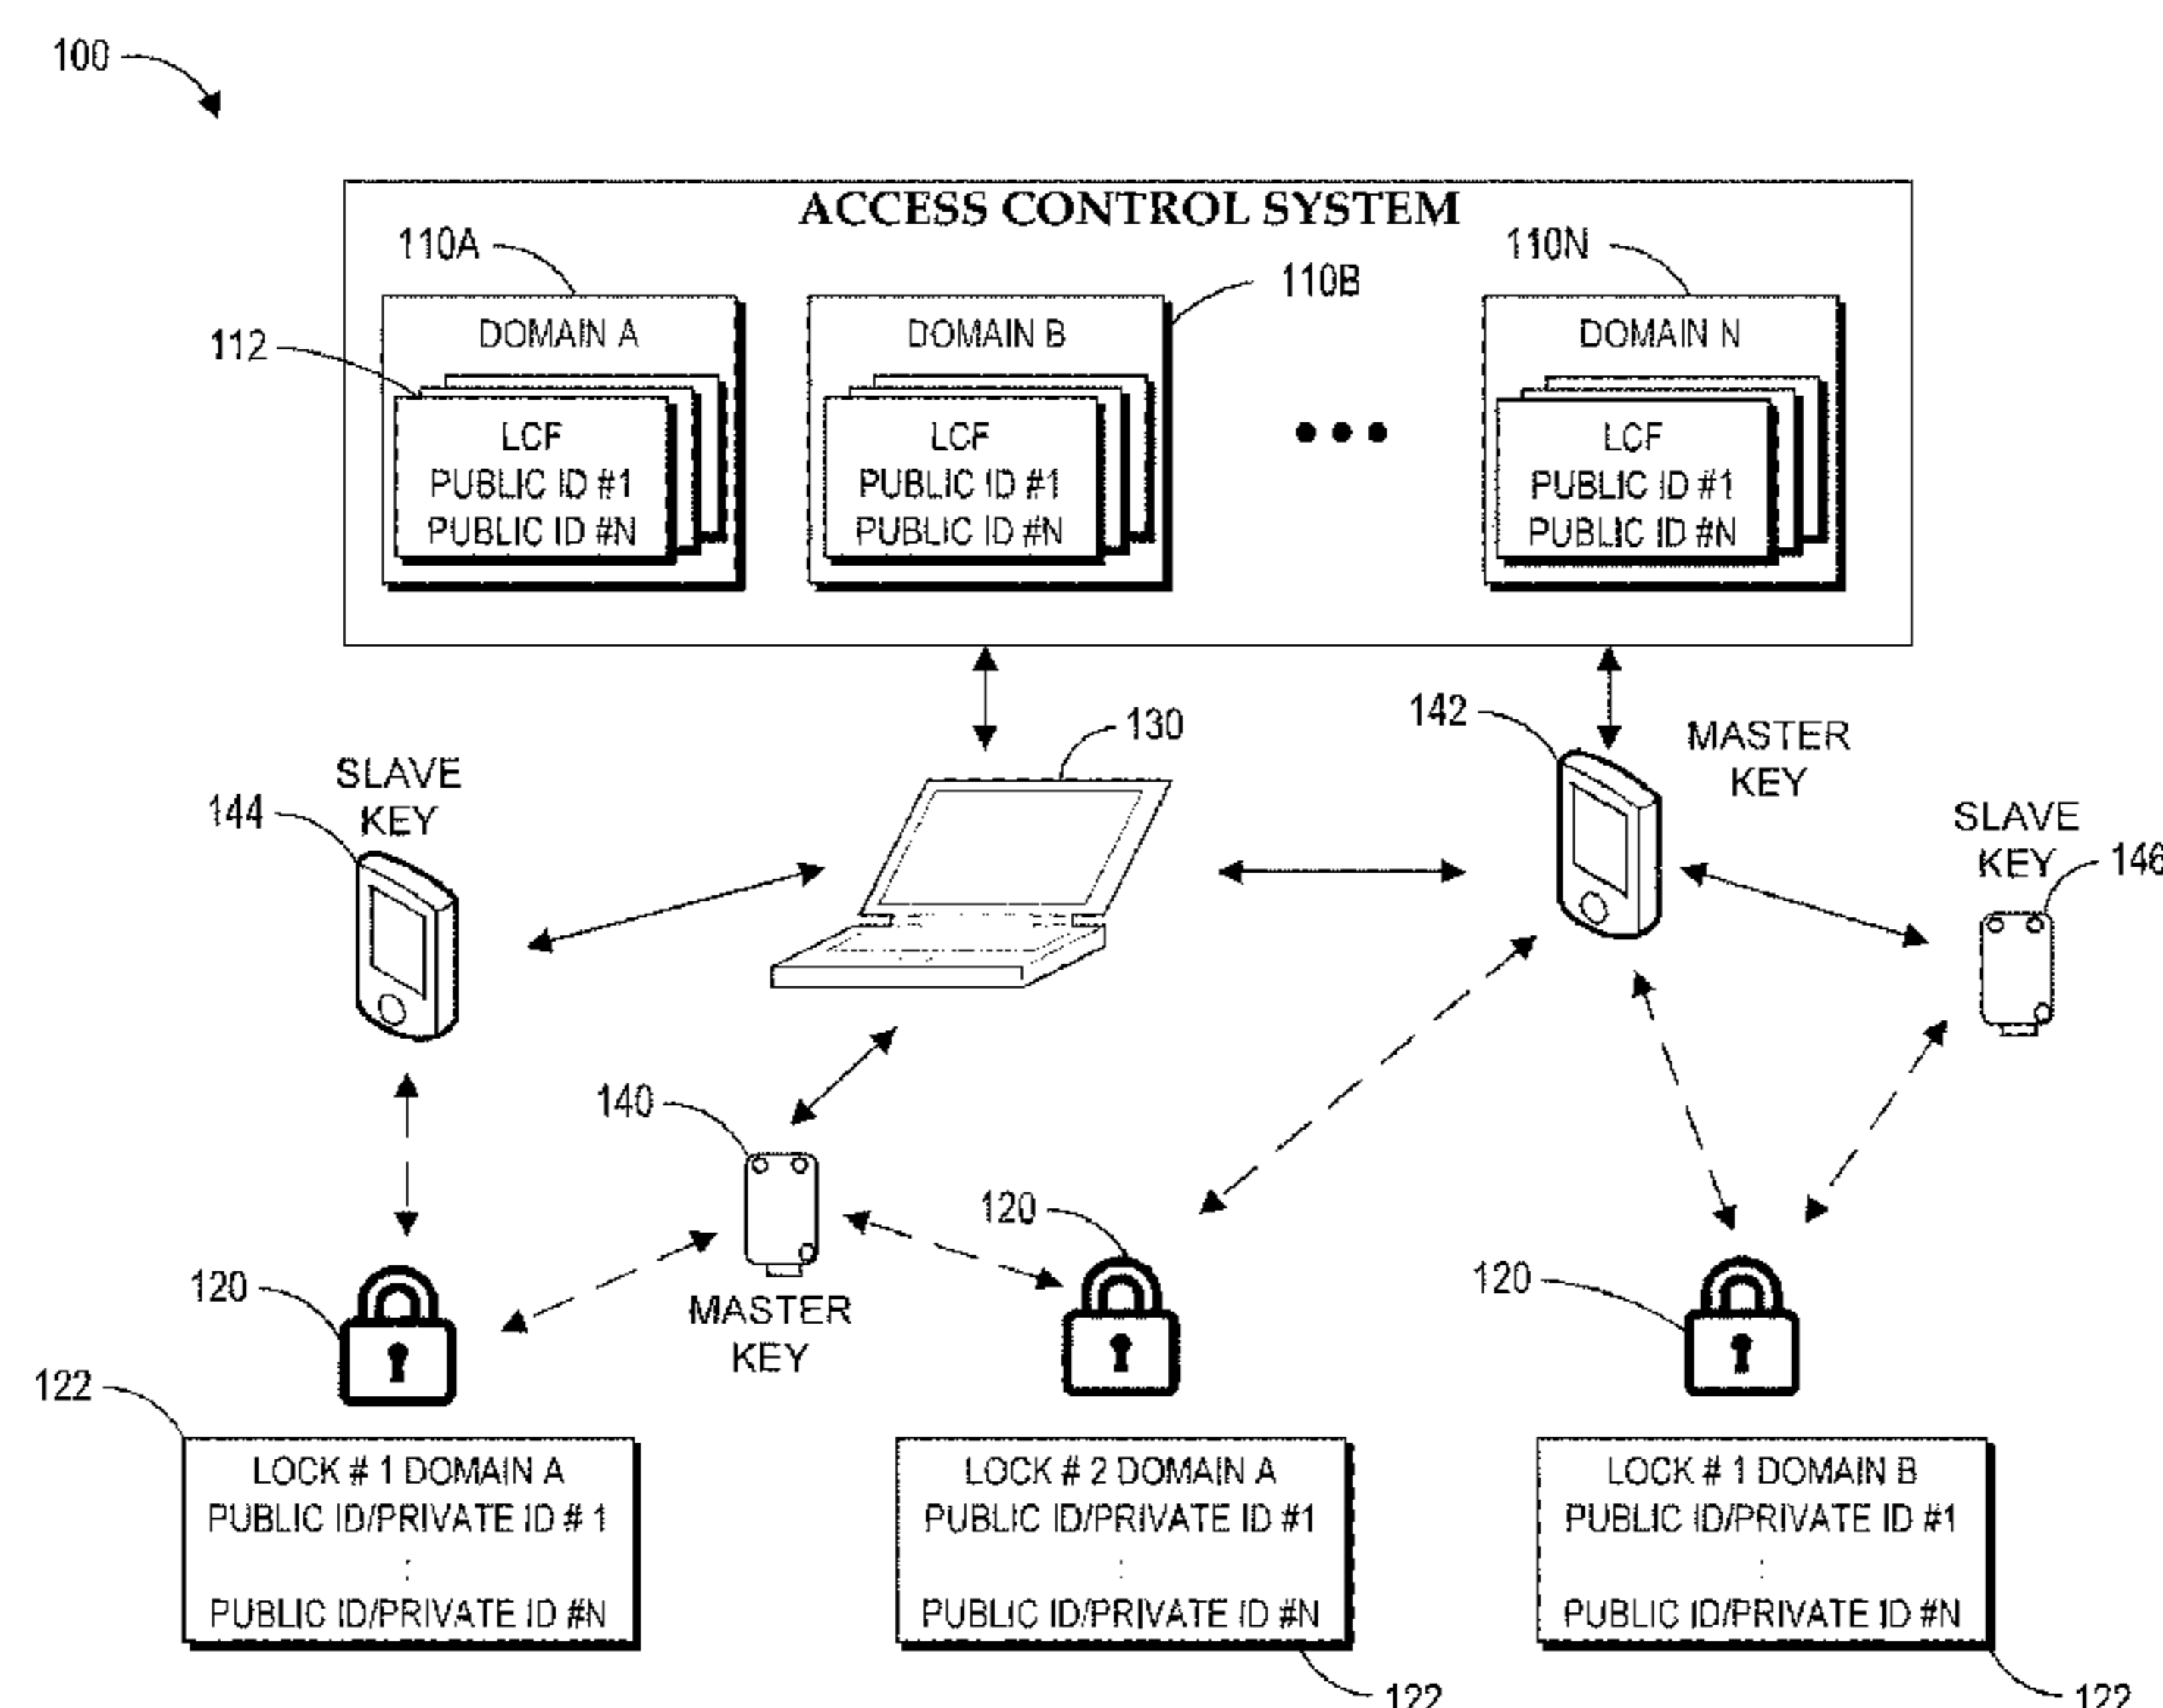 100
ACCESS CONTROL SYSTEM
110A
110B
110N
112
DOMAIN A
LCF
PUBLIC ID #1
PUBLIC ID #N
DOMAIN B
LCF
PUBLIC ID #1
PUBLIC ID #N
DOMAIN N
LCF
PUBLIC ID #1
PUBLIC ID #N
130
142
MASTER
KEY
SLAVE
KEY
144
SLAVE
KEY
146
140
MASTER
KEY
120
120
120
122
LOCK # 1 DOMAIN A
PUBLIC ID/PRIVATE ID # 1
:
PUBLIC ID/PRIVATE ID #N
LOCK # 2 DOMAIN A
PUBLIC ID/PRIVATE ID #1
:
PUBLIC ID/PRIVATE ID #N
122
LOCK # 1 DOMAIN B
PUBLIC ID/PRIVATE ID #1
:
PUBLIC ID/PRIVATE ID #N
122